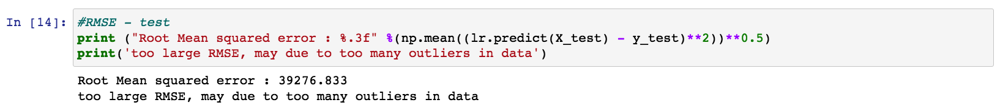 In [14]: #RMSE - test
print ("Root Mean squared error : %.3f" %(np.mean((lr.predict(X_test) - y_test)**2))**0.5)
print('too large RMSE, may due to too many outliers in data')
Root Mean squared error : 39276.833
too large RMSE, may due to too many outliers in data